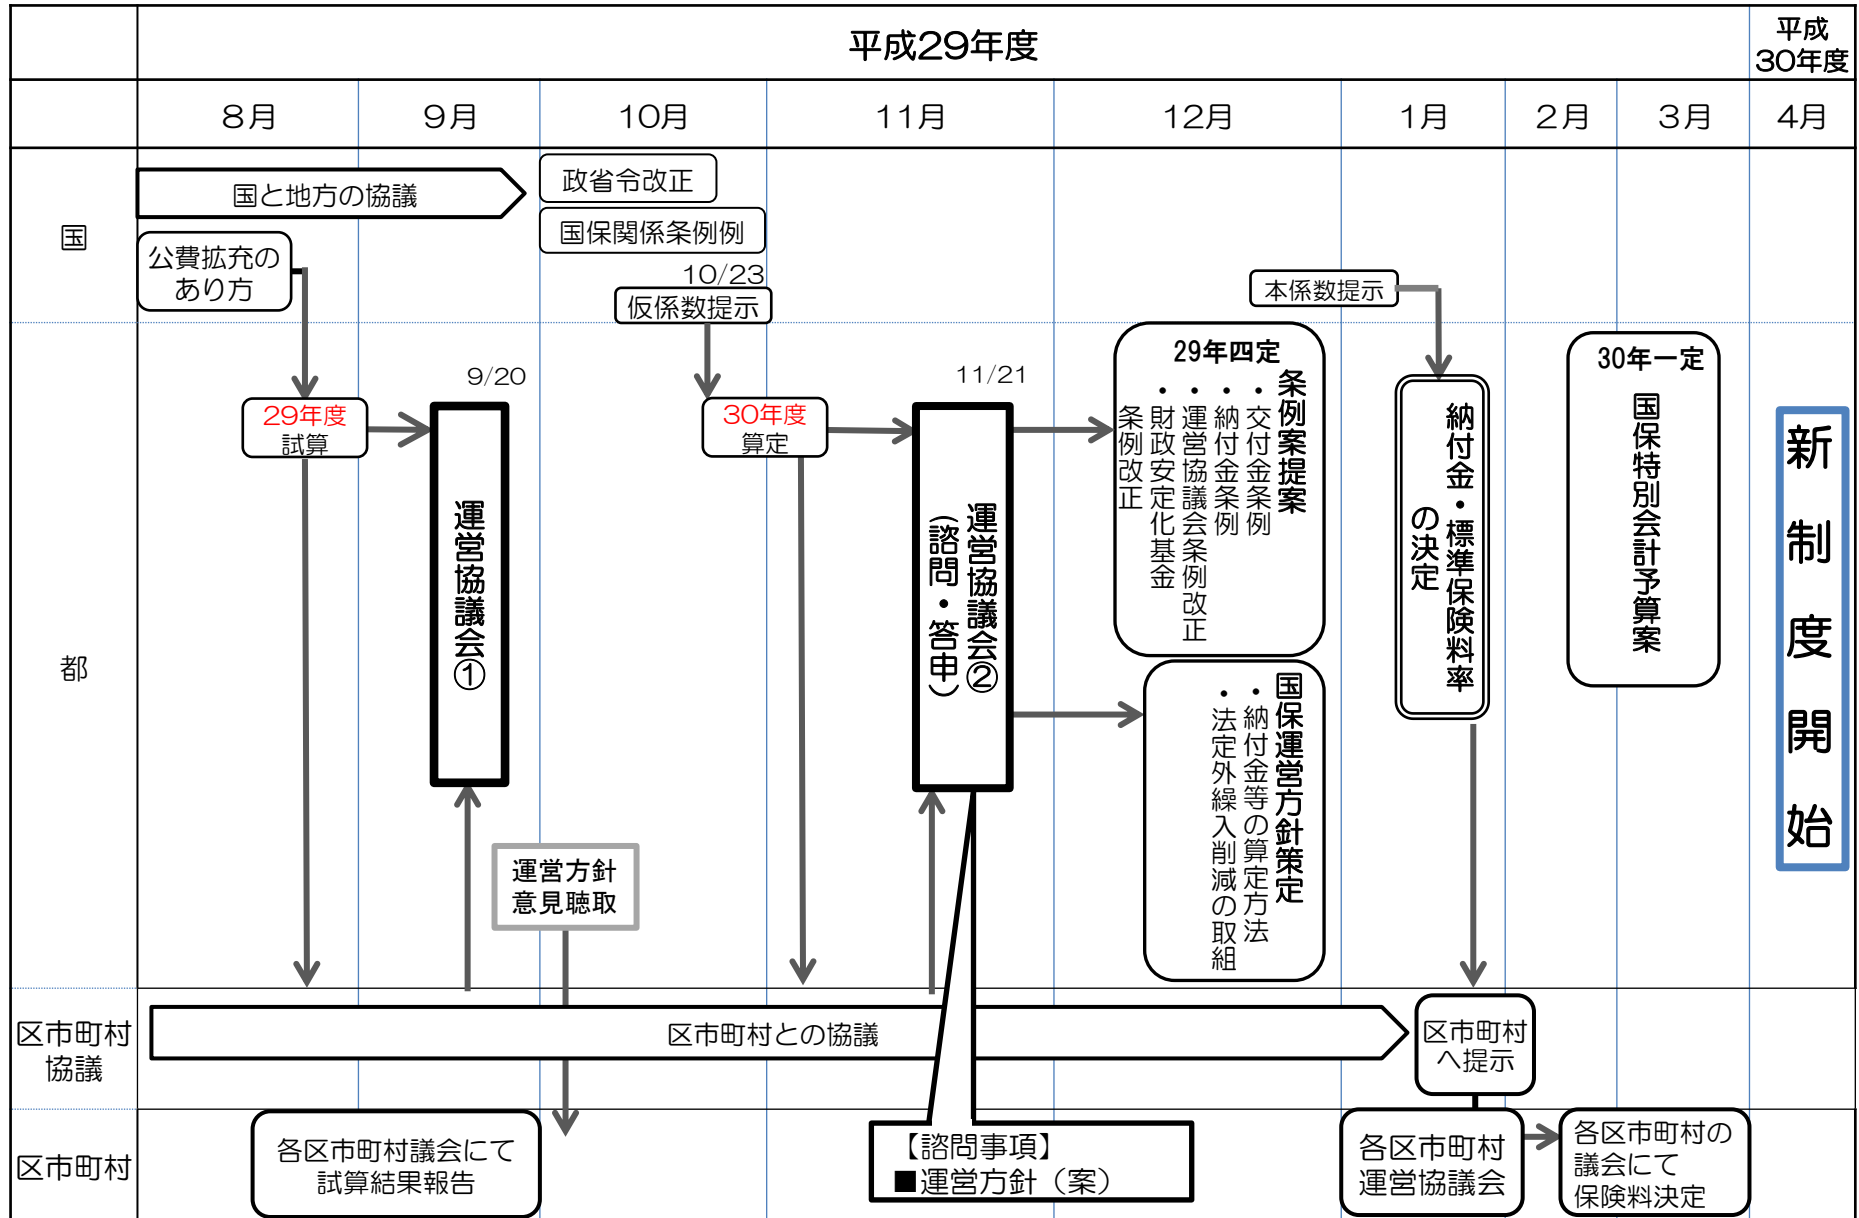 平成29年度
平成
30年度
8月
9月
10月
11月
12月
1月
2月
3月
4月
国
国と地方の協議
政省令改正
国保関係条例例
公費拡充の
あり方
10/23
仮係数提示
本係数提示
都
29年度
試算
9/20
運営協議会①
30年度
算定
11/21
運営協議会②
(諮問・答申)
29年四定
条例案提案
・交付金条例
・納付金条例
・運営協議会条例改正
・財政安定化基金
条例改正
国保運営方針策定
・納付金等の算定方法
・法定外繰入削減の取組
納付金・標準保険料率
の決定
30年一定
国保特別会計予算案
新制度開始
運営方針
意見聴取
区市町村
協議
区市町村との協議
区市町村
へ提示
区市町村
各区市町村議会にて
試算結果報告
【諮問事項】
■運営方針（案）
各区市町村
運営協議会
各区市町村の
議会にて
保険料決定